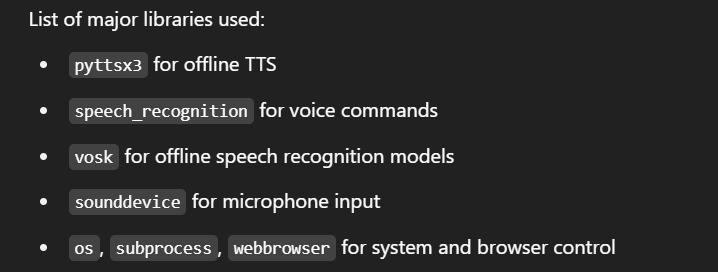 List of major libraries used:
• pyttsx3 for offline TTS
• speech_recognition for voice commands
• vosk for offline speech recognition models
• sounddevice for microphone input
• os, subprocess, webbrowser for system and browser control